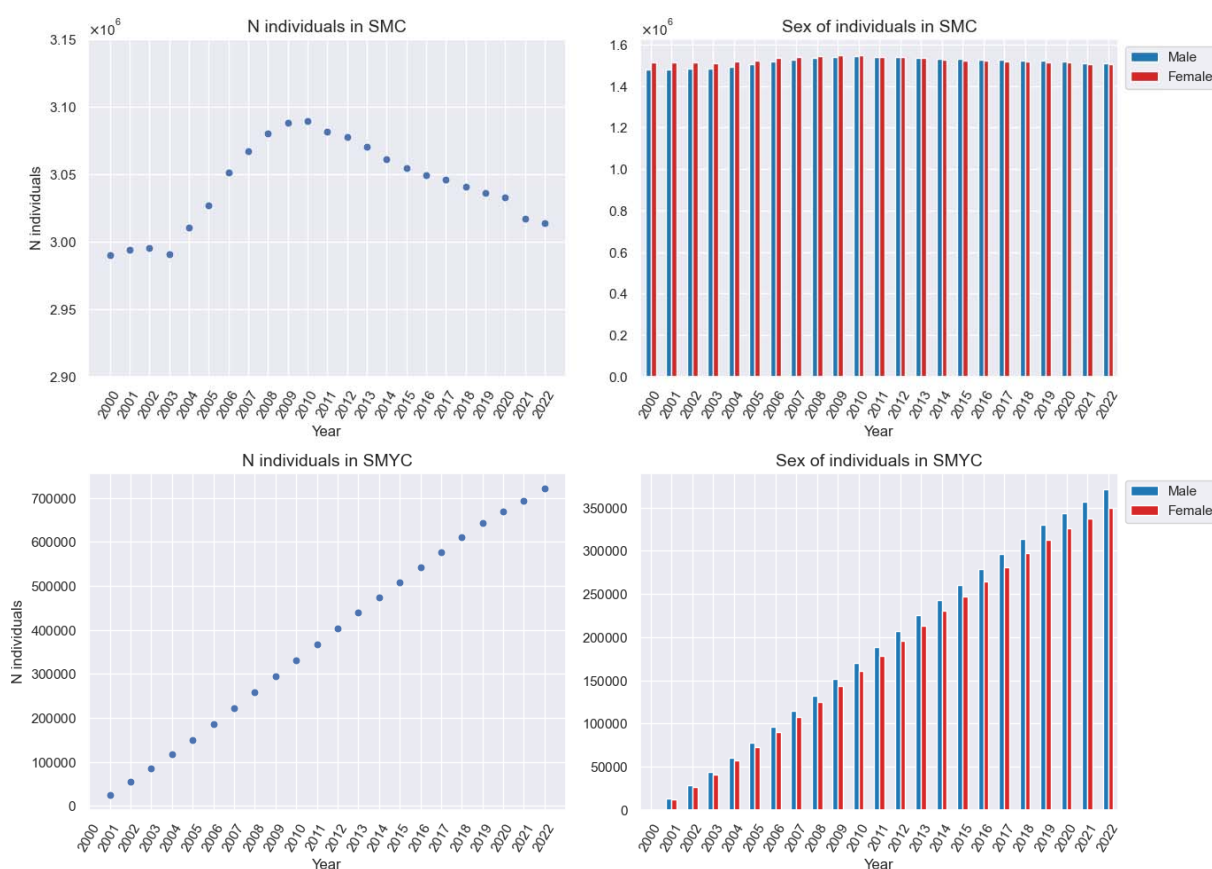 N individuals in SMC
×10⁶
3.15
3.10
3.05
3.00
2.95
2.90
N individuals
2000 2001 2002 2003 2004 2005 2006 2007 2008 2009 2010 2011 2012 2013 2014 2015 2016 2017 2018 2019 2020 2021 2022
Year
Sex of individuals in SMC
×10⁶
1.6
1.4
1.2
1.0
0.8
0.6
0.4
0.2
0.0
2000 2001 2002 2003 2004 2005 2006 2007 2008 2009 2010 2011 2012 2013 2014 2015 2016 2017 2018 2019 2020 2021 2022
Year
Male
Female
N individuals in SMYC
700000
600000
500000
400000
300000
200000
100000
0
N individuals
2000 2001 2002 2003 2004 2005 2006 2007 2008 2009 2010 2011 2012 2013 2014 2015 2016 2017 2018 2019 2020 2021 2022
Year
Sex of individuals in SMYC
350000
300000
250000
200000
150000
100000
50000
0
2000 2001 2002 2003 2004 2005 2006 2007 2008 2009 2010 2011 2012 2013 2014 2015 2016 2017 2018 2019 2020 2021 2022
Year
Male
Female